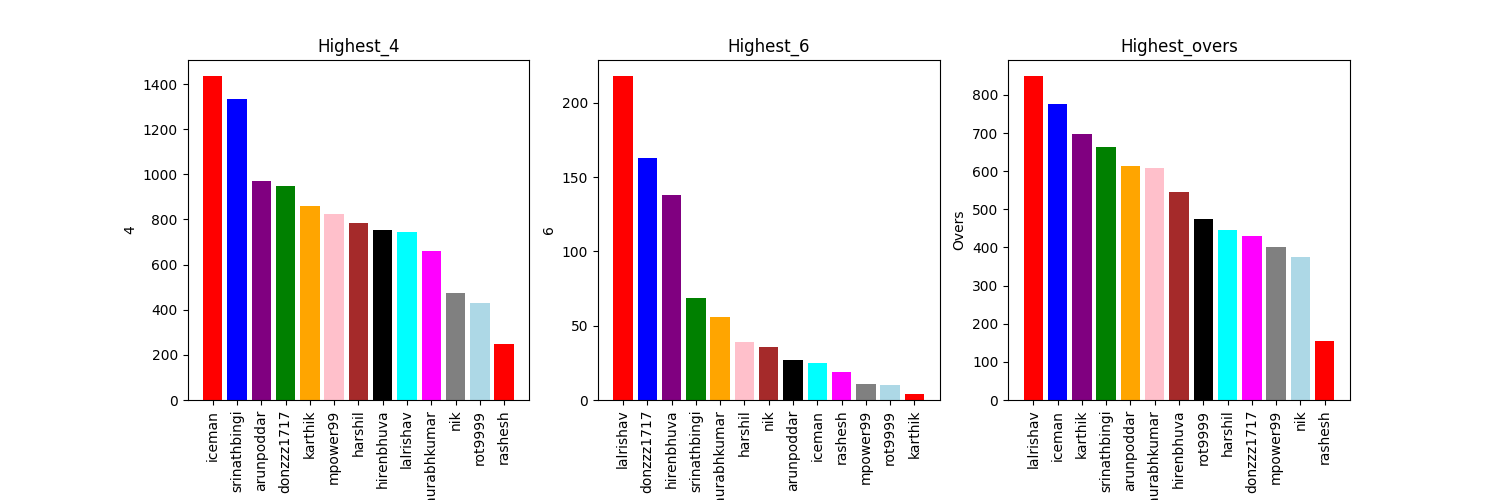 Highest_4
4
1400
1200
1000
800
600
400
200
0
iceman
srinathbingi
arunpoddar
donzzz1717
karthik
mpower99
harshil
hirenbhuva
lalrishav
urabhkumar
nik
rot9999
rashesh
Highest_6
6
200
150
100
50
0
lalrishav
donzzz1717
hirenbhuva
srinathbingi
urabhkumar
harshil
nik
arunpoddar
iceman
rashesh
mpower99
rot9999
karthik
Highest_overs
Overs
800
700
600
500
400
300
200
100
0
lalrishav
iceman
karthik
srinathbingi
arunpoddar
urabhkumar
hirenbhuva
rot9999
harshil
donzzz1717
mpower99
nik
rashesh